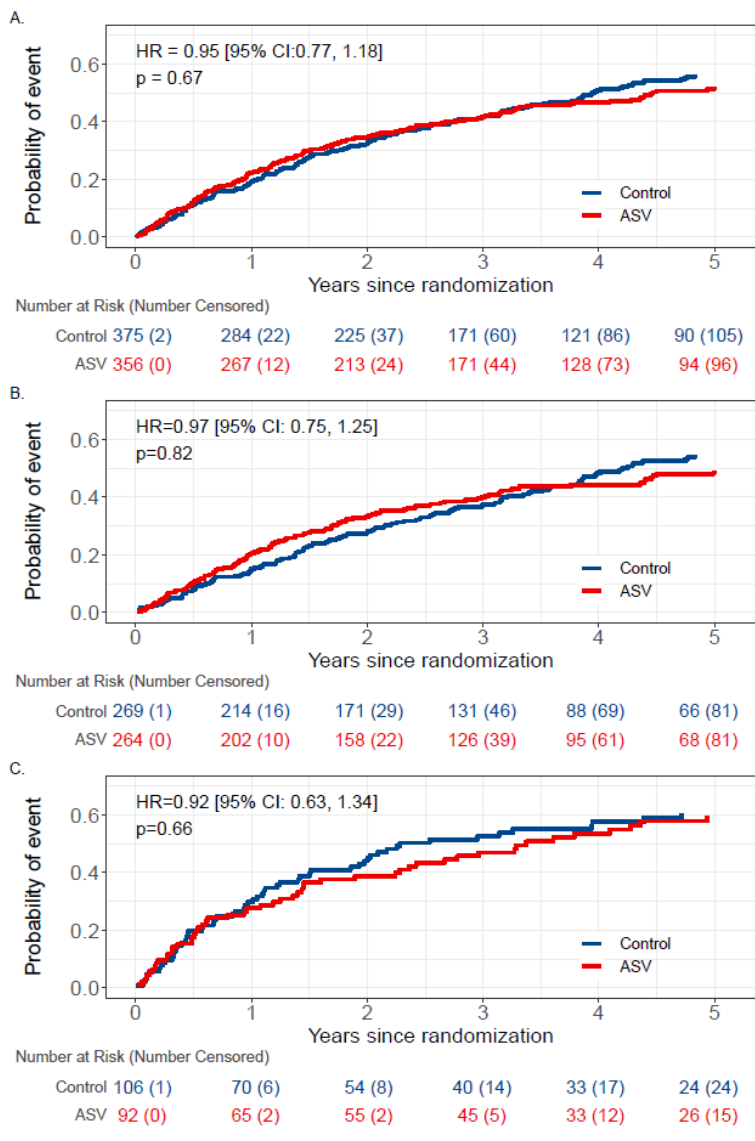 A.
HR = 0.95 [95% CI:0.77, 1.18]
p = 0.67
Probability of event
0.6
0.4
0.2
0.0
Control
ASV
0 1 2 3 4 5
Years since randomization
Number at Risk (Number Censored)
Control 375 (2) 284 (22) 225 (37) 171 (60) 121 (86) 90 (105)
ASV 356 (0) 267 (12) 213 (24) 171 (44) 128 (73) 94 (96)
B.
HR=0.97 [95% CI: 0.75, 1.25]
p=0.82
Probability of event
0.6
0.4
0.2
0.0
Control
ASV
0 1 2 3 4 5
Years since randomization
Number at Risk (Number Censored)
Control 269 (1) 214 (16) 171 (29) 131 (46) 88 (69) 66 (81)
ASV 264 (0) 202 (10) 158 (22) 126 (39) 95 (61) 68 (81)
C.
HR=0.92 [95% CI: 0.63, 1.34]
p=0.66
Probability of event
0.6
0.4
0.2
0.0
Control
ASV
0 1 2 3 4 5
Years since randomization
Number at Risk (Number Censored)
Control 106 (1) 70 (6) 54 (8) 40 (14) 33 (17) 24 (24)
ASV 92 (0) 65 (2) 55 (2) 45 (5) 33 (12) 26 (15)